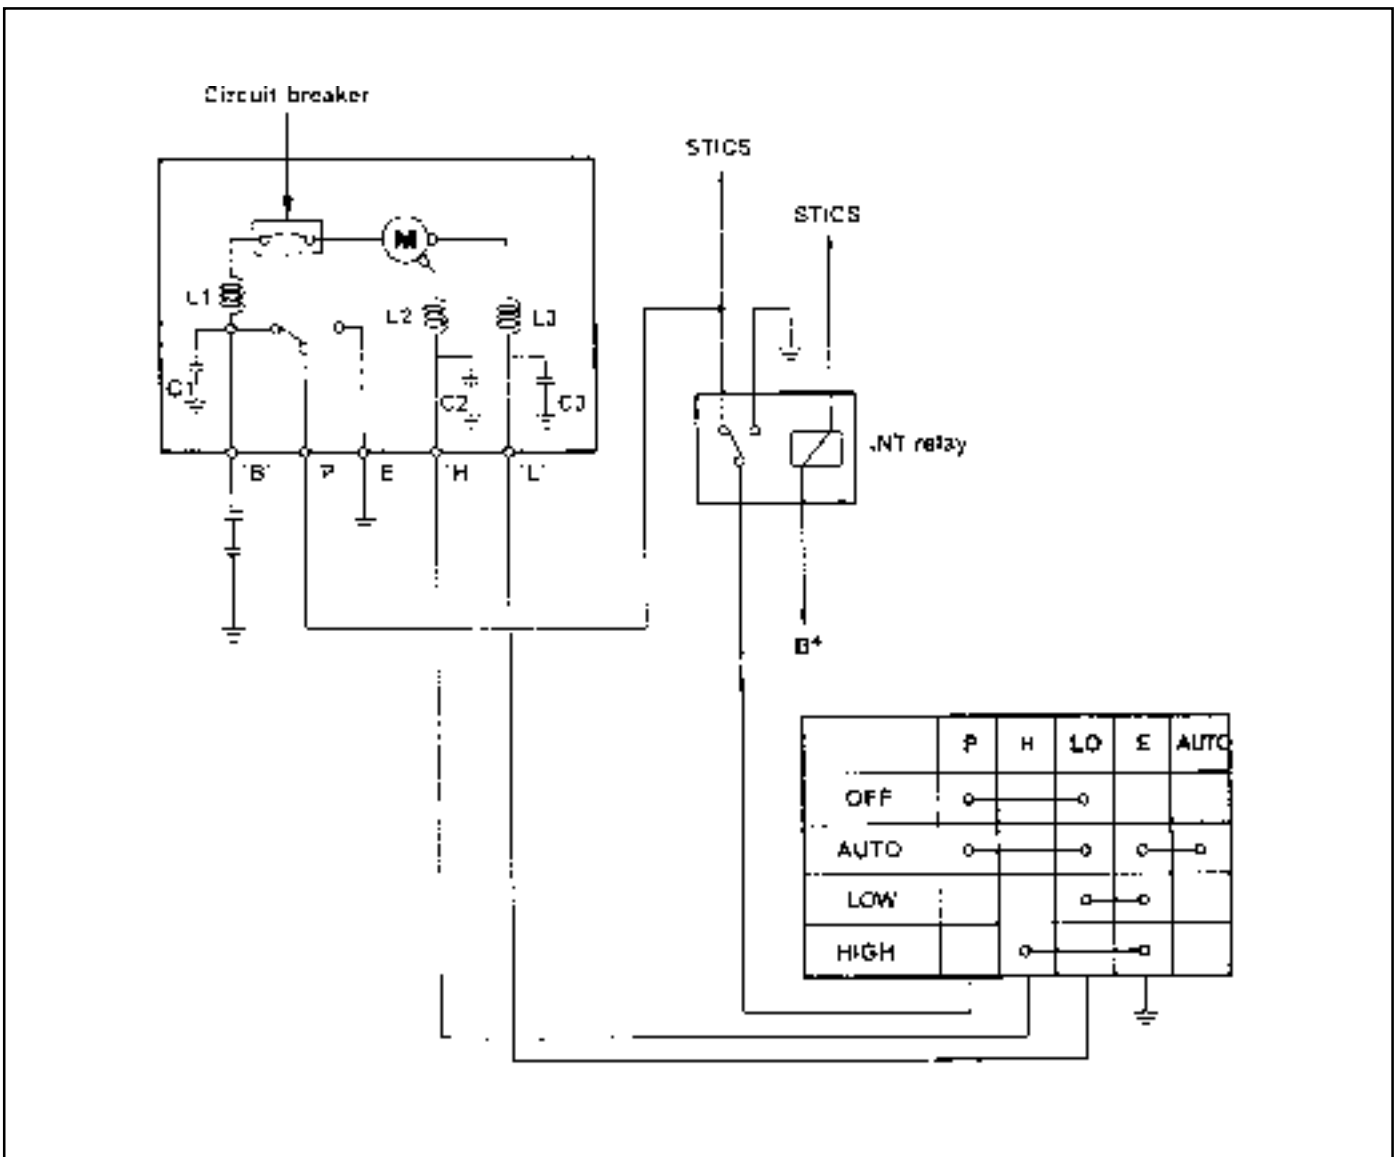 Circuit breaker
STICS
STICS
M
L1
L2
L3
C1
C2
C3
B P E H L
INT relay
B+
P H LO E AUTO
OFF
AUTO
LOW
HIGH